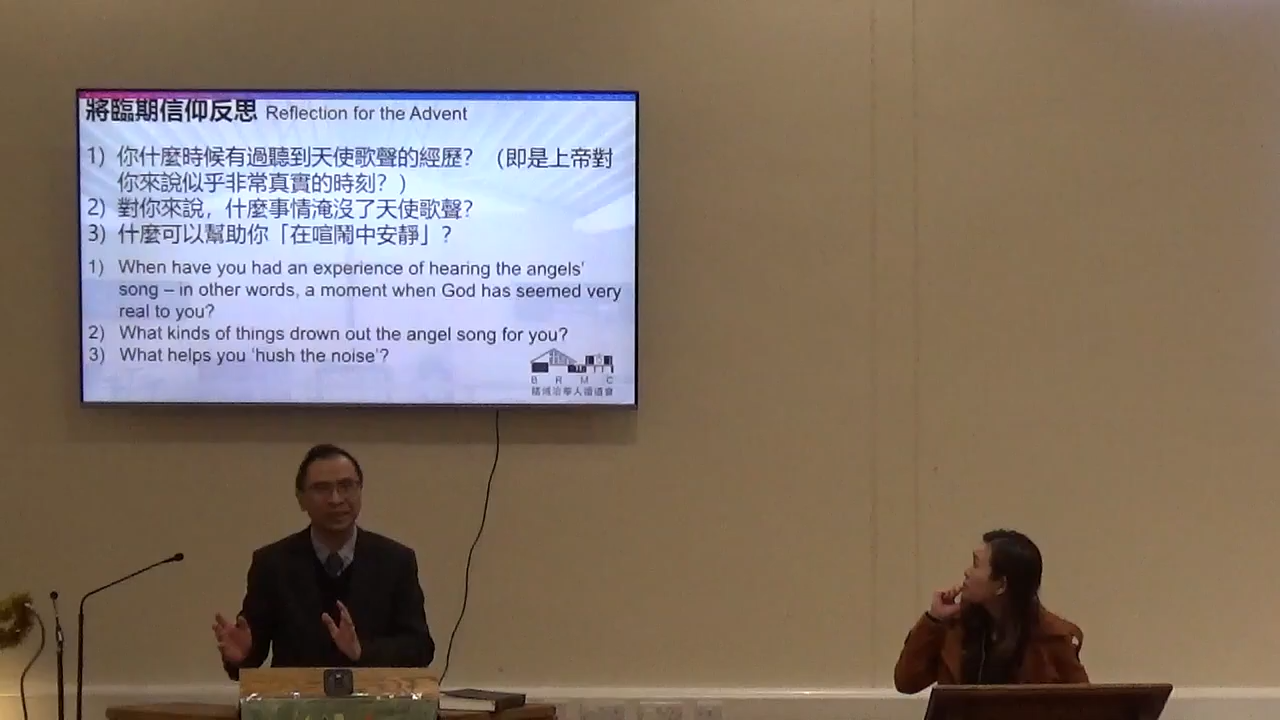 將臨期信仰反思 Reflection for the Advent
1) 你什麼時候有過聽到天使歌聲的經歷？（即是上帝對
你來說似乎非常真實的時刻？）
2) 對你來說，什麼事情淹沒了天使歌聲？
3) 什麼可以幫助你「在喧鬧中安靜」？
1) When have you had an experience of hearing the angels'
song – in other words, a moment when God has seemed very
real to you?
2) What kinds of things drown out the angel song for you?
3) What helps you 'hush the noise'?
B R M C